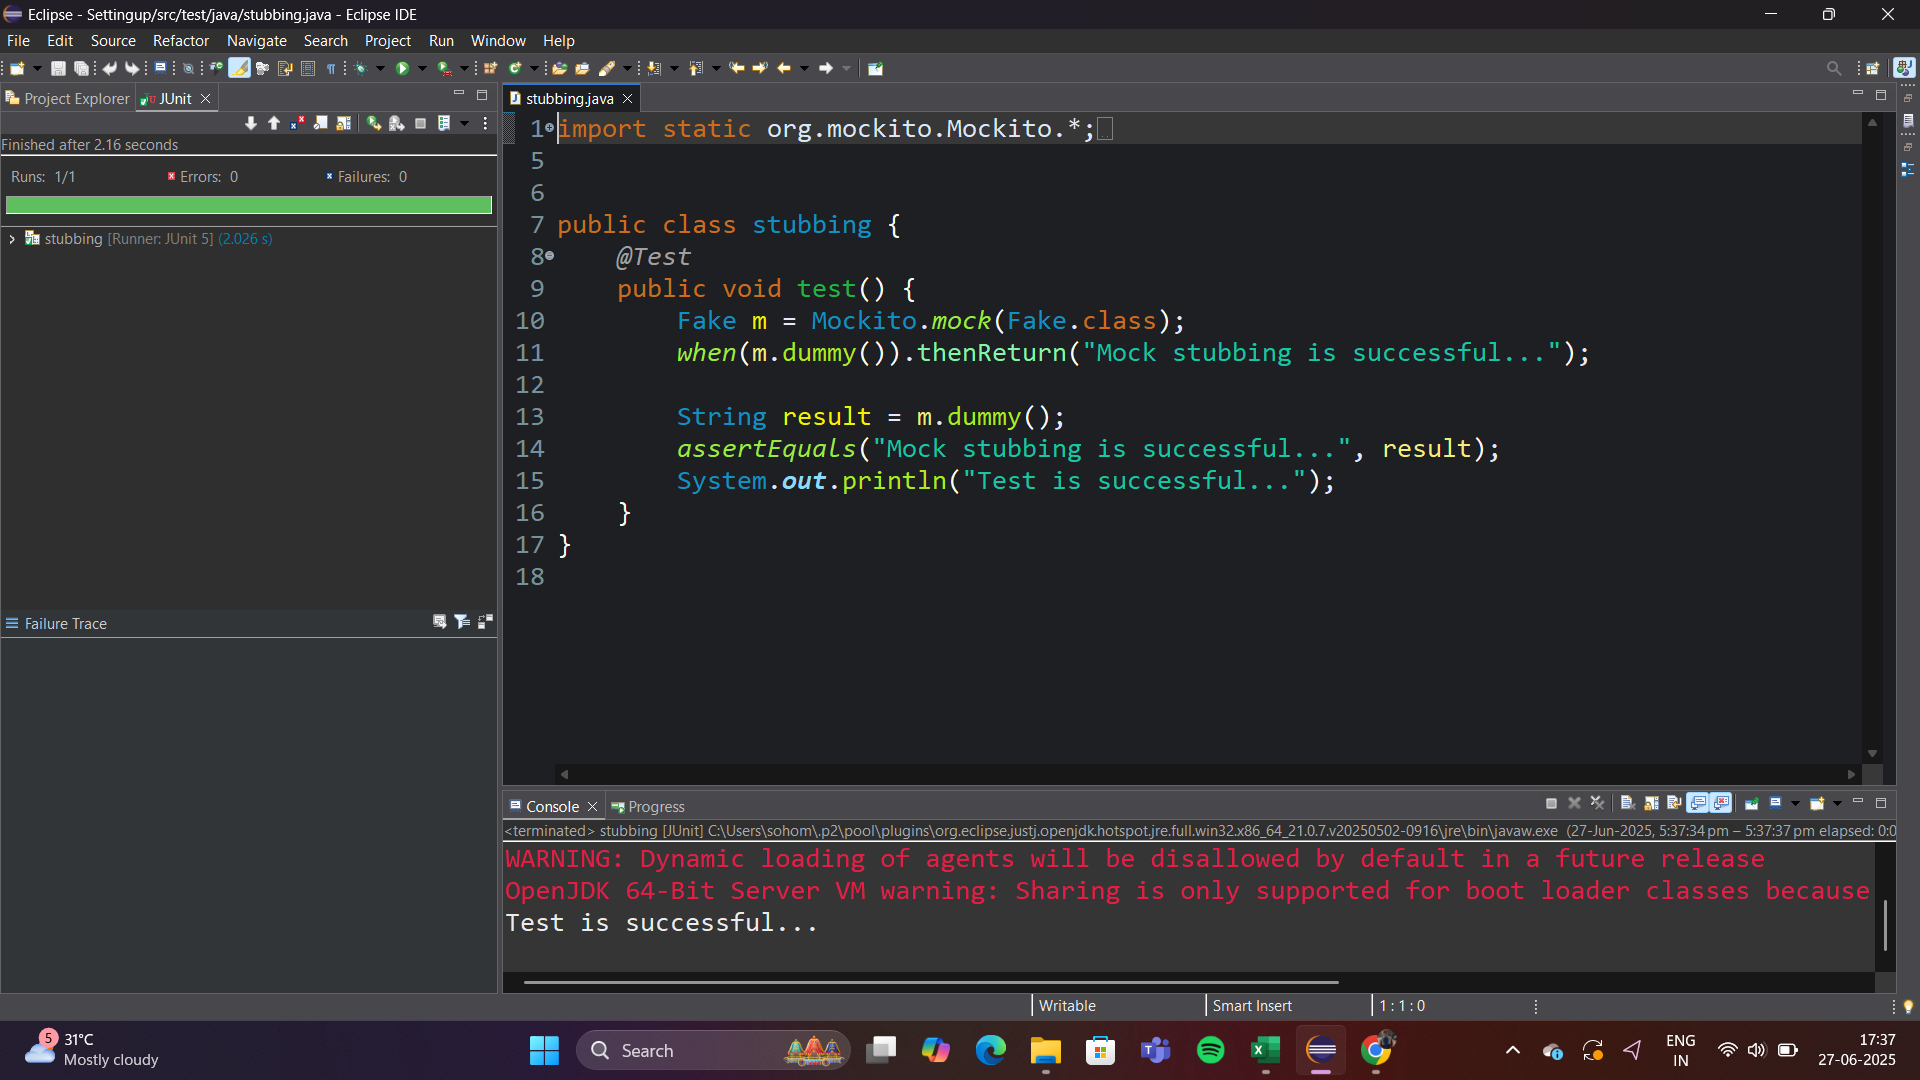 Eclipse - Settingup/src/test/java/stubbing.java - Eclipse IDE
File Edit Source Refactor Navigate Search Project Run Window Help
Project Explorer JUnit
Finished after 2.16 seconds
Runs: 1/1 Errors: 0 Failures: 0
stubbing [Runner: JUnit 5] (2.026 s)
Failure Trace
stubbing.java
1 import static org.mockito.Mockito.*;
5
6
7 public class stubbing {
8 @Test
9 public void test() {
10 Fake m = Mockito.mock(Fake.class);
11 when(m.dummy()).thenReturn("Mock stubbing is successful...");
12
13 String result = m.dummy();
14 assertEquals("Mock stubbing is successful...", result);
15 System.out.println("Test is successful...");
16 }
17 }
18
Console Progress
<terminated> stubbing [JUnit] C:\Users\sohom\.p2\pool\plugins\org.eclipse.justj.openjdk.hotspot.jre.full.win32.x86_64_21.0.7.v20250502-0916\jre\bin\javaw.exe (27-Jun-2025, 5:37:34 pm – 5:37:37 pm elapsed: 0:0
WARNING: Dynamic loading of agents will be disallowed by default in a future release
OpenJDK 64-Bit Server VM warning: Sharing is only supported for boot loader classes because
Test is successful...
Writable Smart Insert 1 : 1 : 0
5
31°C
Mostly cloudy
Search
ENG
IN
17:37
27-06-2025